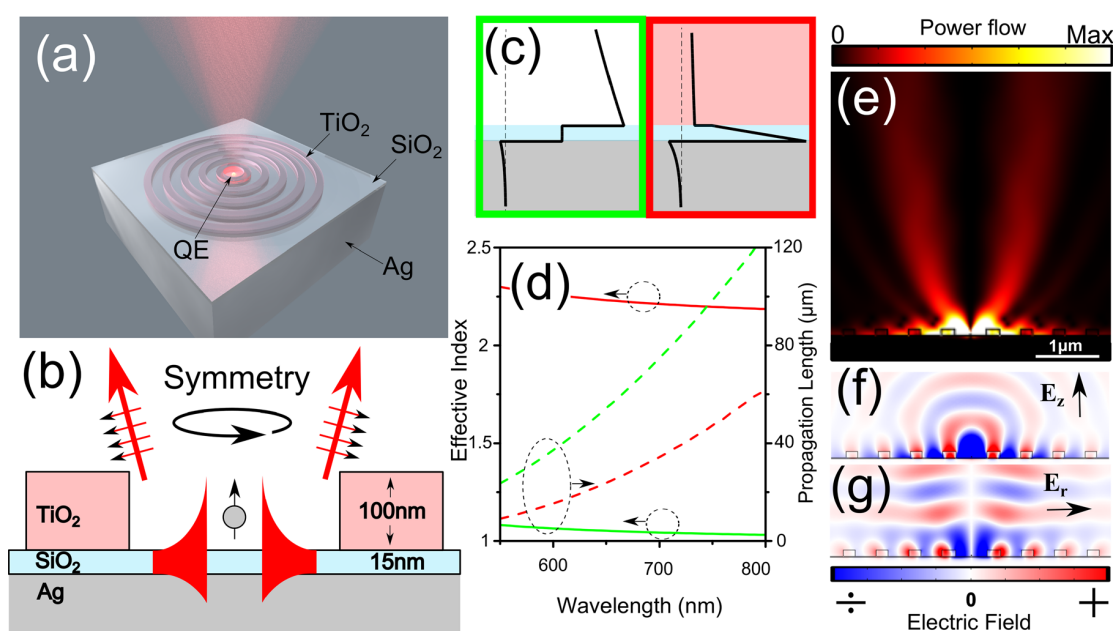 (a)
TiO2
SiO2
QE
Ag
(b)
Symmetry
TiO2
100nm
SiO2
15nm
Ag
(c)
(d)
2.5
2
1.5
1
Effective Index
120
80
40
0
Propagation Length (μm)
600
700
800
Wavelength (nm)
0
Power flow
Max
(e)
1μm
(f)
Ez
(g)
Er
÷
0
+
Electric Field